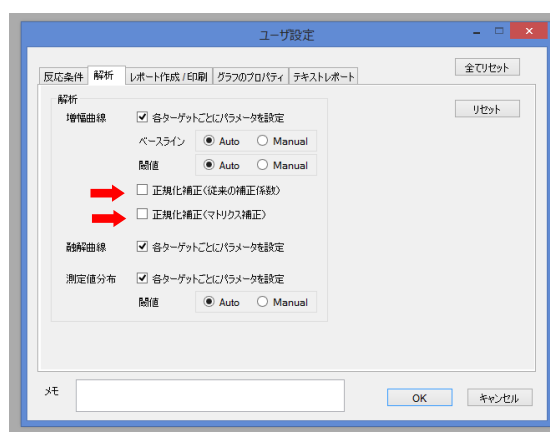 ユーザ設定
反応条件 解析 レポート作成/印刷 グラフのプロパティ テキストレポート 全てリセット
解析 リセット
増幅曲線 各ターゲットごとにパラメータを設定
ベースライン Auto Manual
閾値 Auto Manual
正規化補正(従来の補正係数)
正規化補正(マトリクス補正)
融解曲線 各ターゲットごとにパラメータを設定
測定値分布 各ターゲットごとにパラメータを設定
閾値 Auto Manual
メモ
OK キャンセル